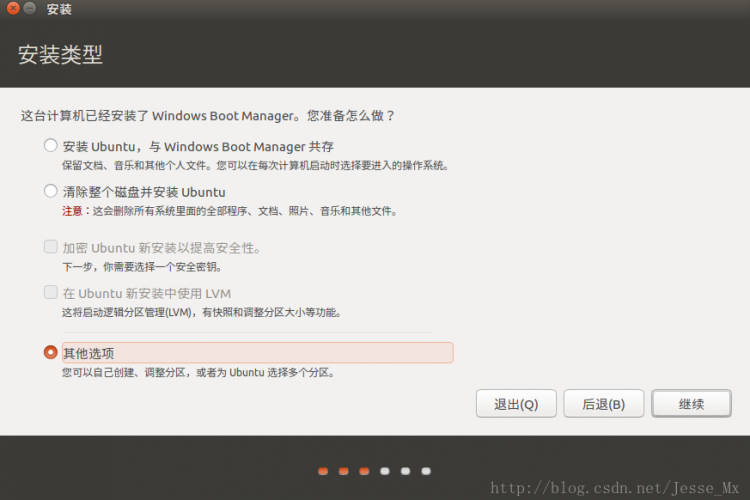 安装
安装类型
这台计算机已经安装了 Windows Boot Manager。您准备怎么做？
安装 Ubuntu，与 Windows Boot Manager 共存
保留文档、音乐和其他个人文件。您可以在每次计算机启动时选择要进入的操作系统。
清除整个磁盘并安装 Ubuntu
注意：这会删除所有系统里面的全部程序、文档、照片、音乐和其他文件。
加密 Ubuntu 新安装以提高安全性。
下一步，你需要选择一个安全密钥。
在 Ubuntu 新安装中使用 LVM
这将启动逻辑分区管理(LVM)，有快照和调整分区大小等功能。
其他选项
您可以自己创建、调整分区，或者为 Ubuntu 选择多个分区。
退出(Q) 后退(B) 继续
http://blog.csdn.net/Jesse_Mx